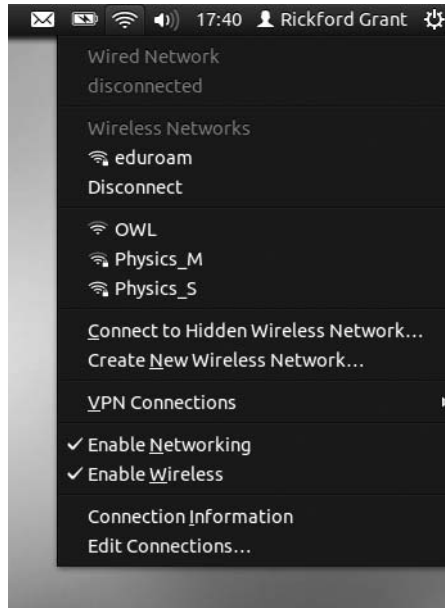 17:40 Rickford Grant
Wired Network
disconnected
Wireless Networks
eduroam
Disconnect
OWL
Physics_M
Physics_S
Connect to Hidden Wireless Network…
Create New Wireless Network…
VPN Connections
Enable Networking
Enable Wireless
Connection Information
Edit Connections…